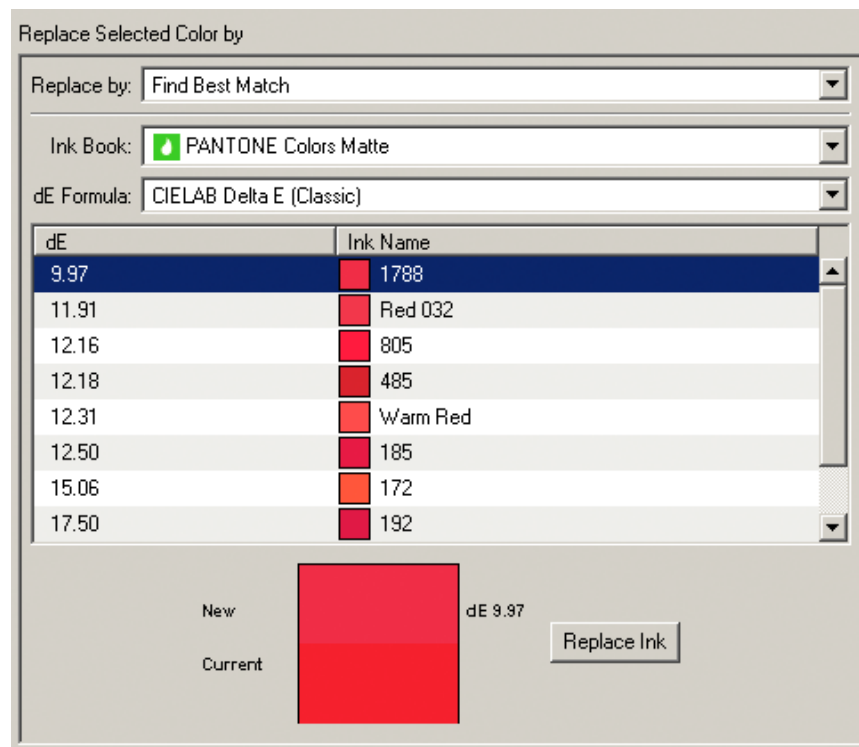 Replace Selected Color by
Replace by: Find Best Match
Ink Book: PANTONE Colors Matte
dE Formula: CIELAB Delta E (Classic)
dE Ink Name
9.97 1788
11.91 Red 032
12.16 805
12.18 485
12.31 Warm Red
12.50 185
15.06 172
17.50 192
New dE 9.97
Replace Ink
Current